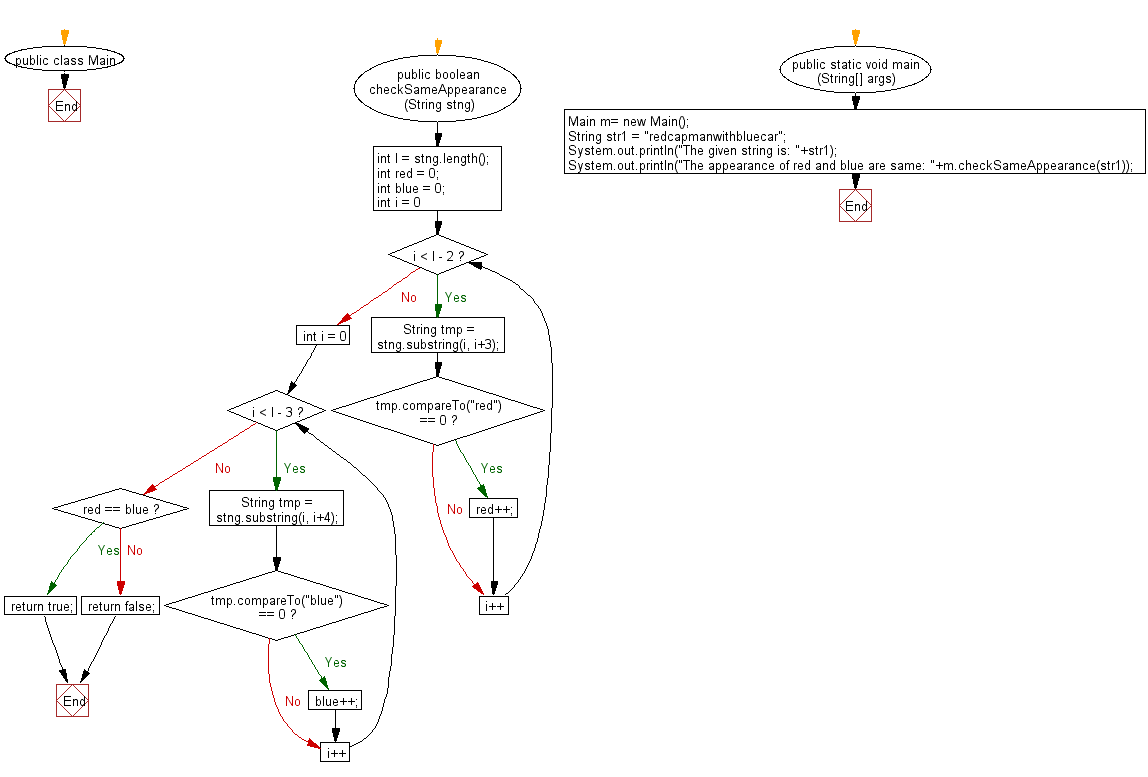 public class Main
End
public boolean
checkSameAppearance
(String stng)
int l = stng.length();
int red = 0;
int blue = 0;
int i = 0
i < l - 2 ?
No
Yes
int i = 0
String tmp =
stng.substring(i, i+3);
i < l - 3 ?
tmp.compareTo("red")
== 0 ?
No
Yes
Yes
No
red++;
i++
red == blue ?
String tmp =
stng.substring(i, i+4);
Yes
No
return true;
return false;
tmp.compareTo("blue")
== 0 ?
Yes
No
blue++;
i++
End
public static void main
(String[] args)
Main m= new Main();
String str1 = "redcapmanwithbluecar";
System.out.println("The given string is: "+str1);
System.out.println("The appearance of red and blue are same: "+m.checkSameAppearance(str1));
End